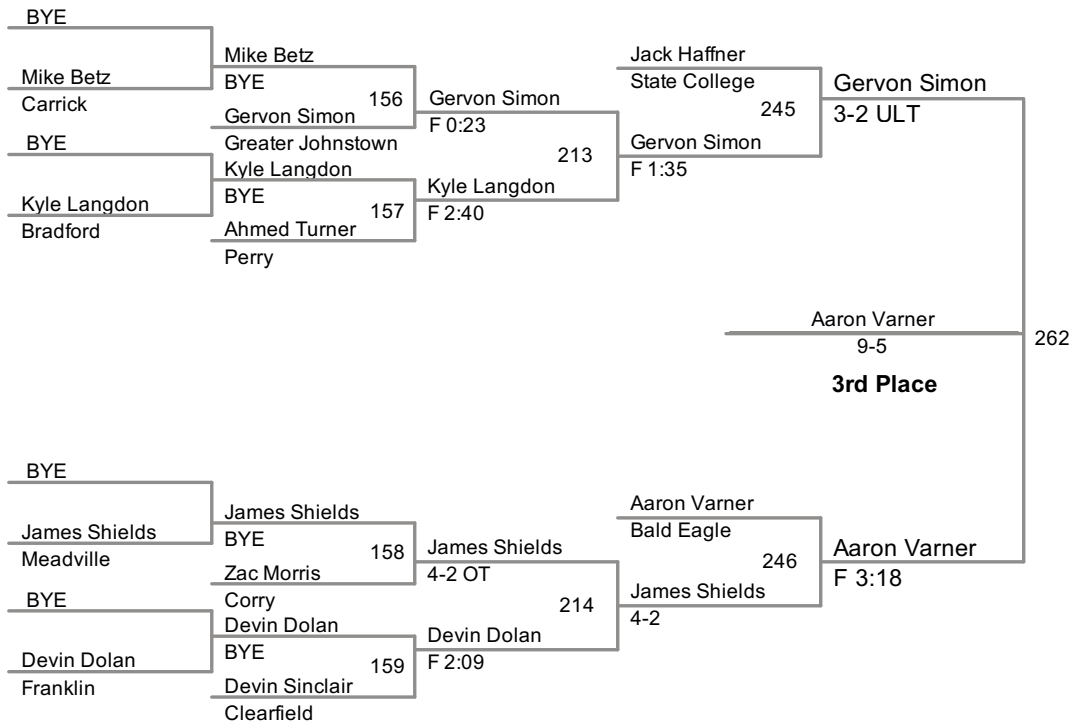 BYE
Mike Betz
Carrick
BYE
Kyle Langdon
Bradford
Mike Betz
BYE
156
Gervon Simon
Greater Johnstown
Kyle Langdon
BYE
157
Ahmed Turner
Perry
Gervon Simon
F 0:23
213
Kyle Langdon
F 2:40
Jack Haffner
State College
245
Gervon Simon
F 1:35
Gervon Simon
3-2 ULT
Aaron Varner
9-5
262
3rd Place
BYE
James Shields
Meadville
BYE
Devin Dolan
Franklin
James Shields
BYE
158
Zac Morris
Corry
Devin Dolan
BYE
159
Devin Sinclair
Clearfield
James Shields
4-2 OT
214
Devin Dolan
F 2:09
Aaron Varner
Bald Eagle
246
James Shields
4-2
Aaron Varner
F 3:18